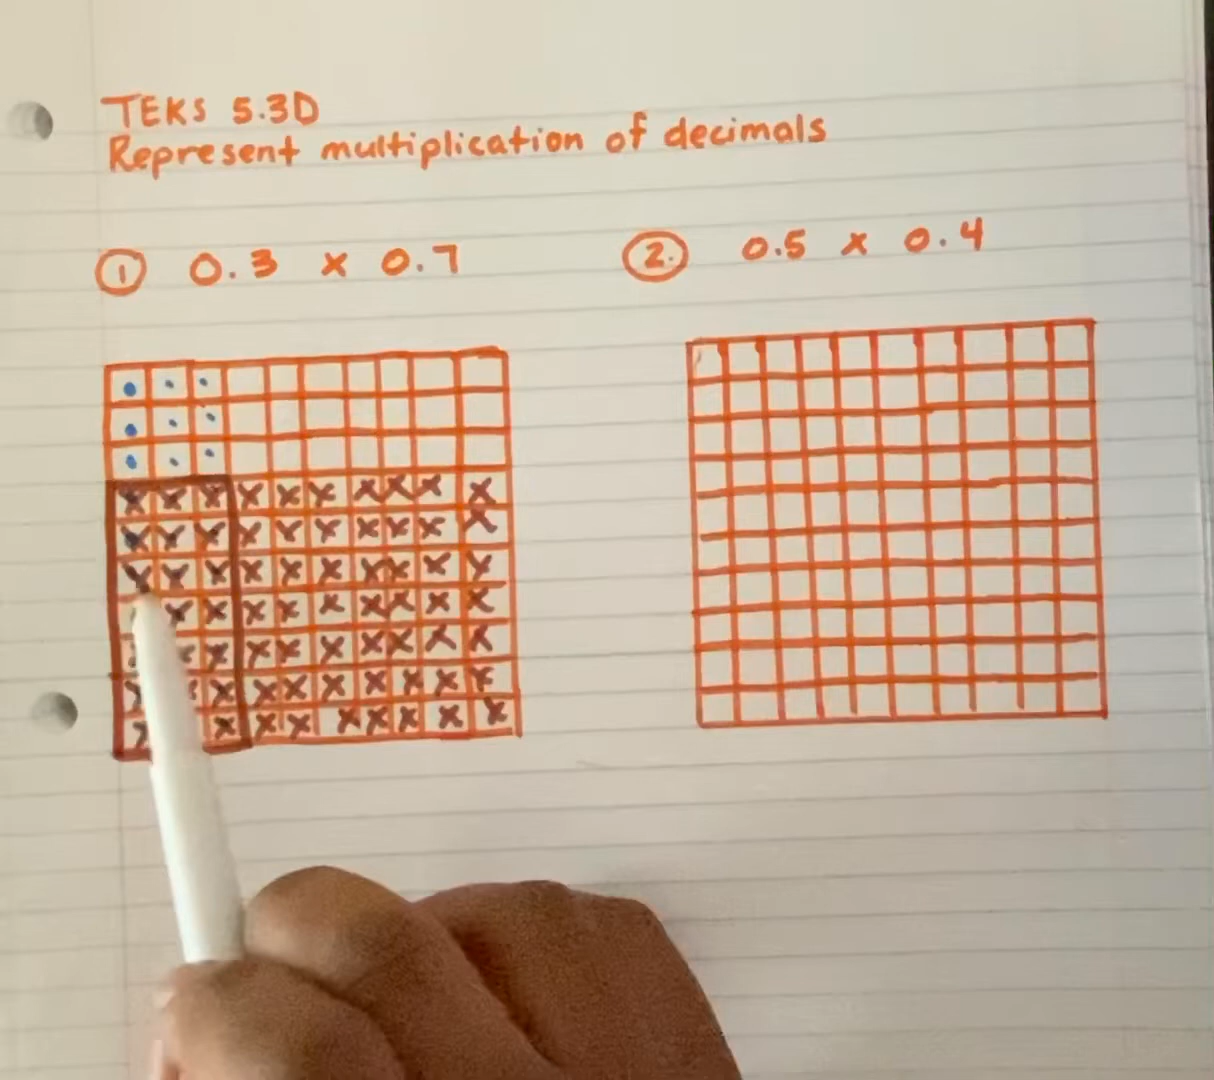 TEKS 5.3D
Represent multiplication of decimals
① 0.3 x 0.7
②. 0.5 x 0.4